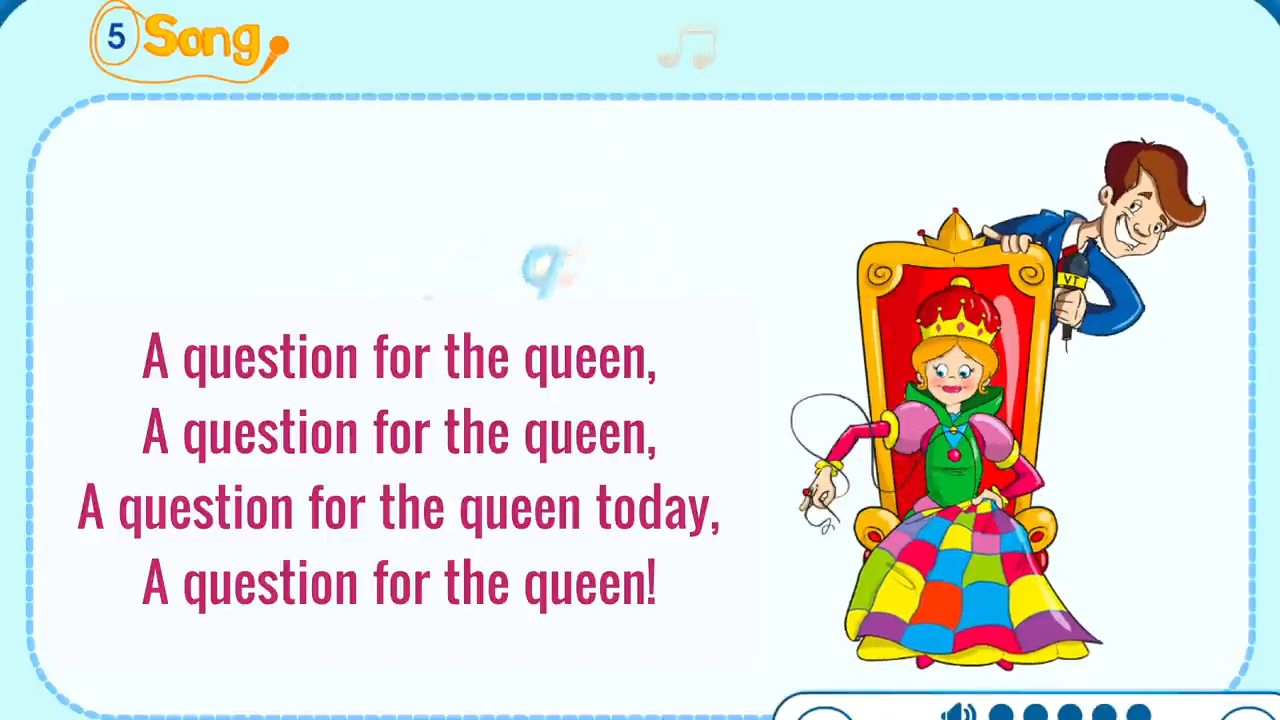 5 Song
q
A question for the queen,
A question for the queen,
A question for the queen today,
A question for the queen!
VT